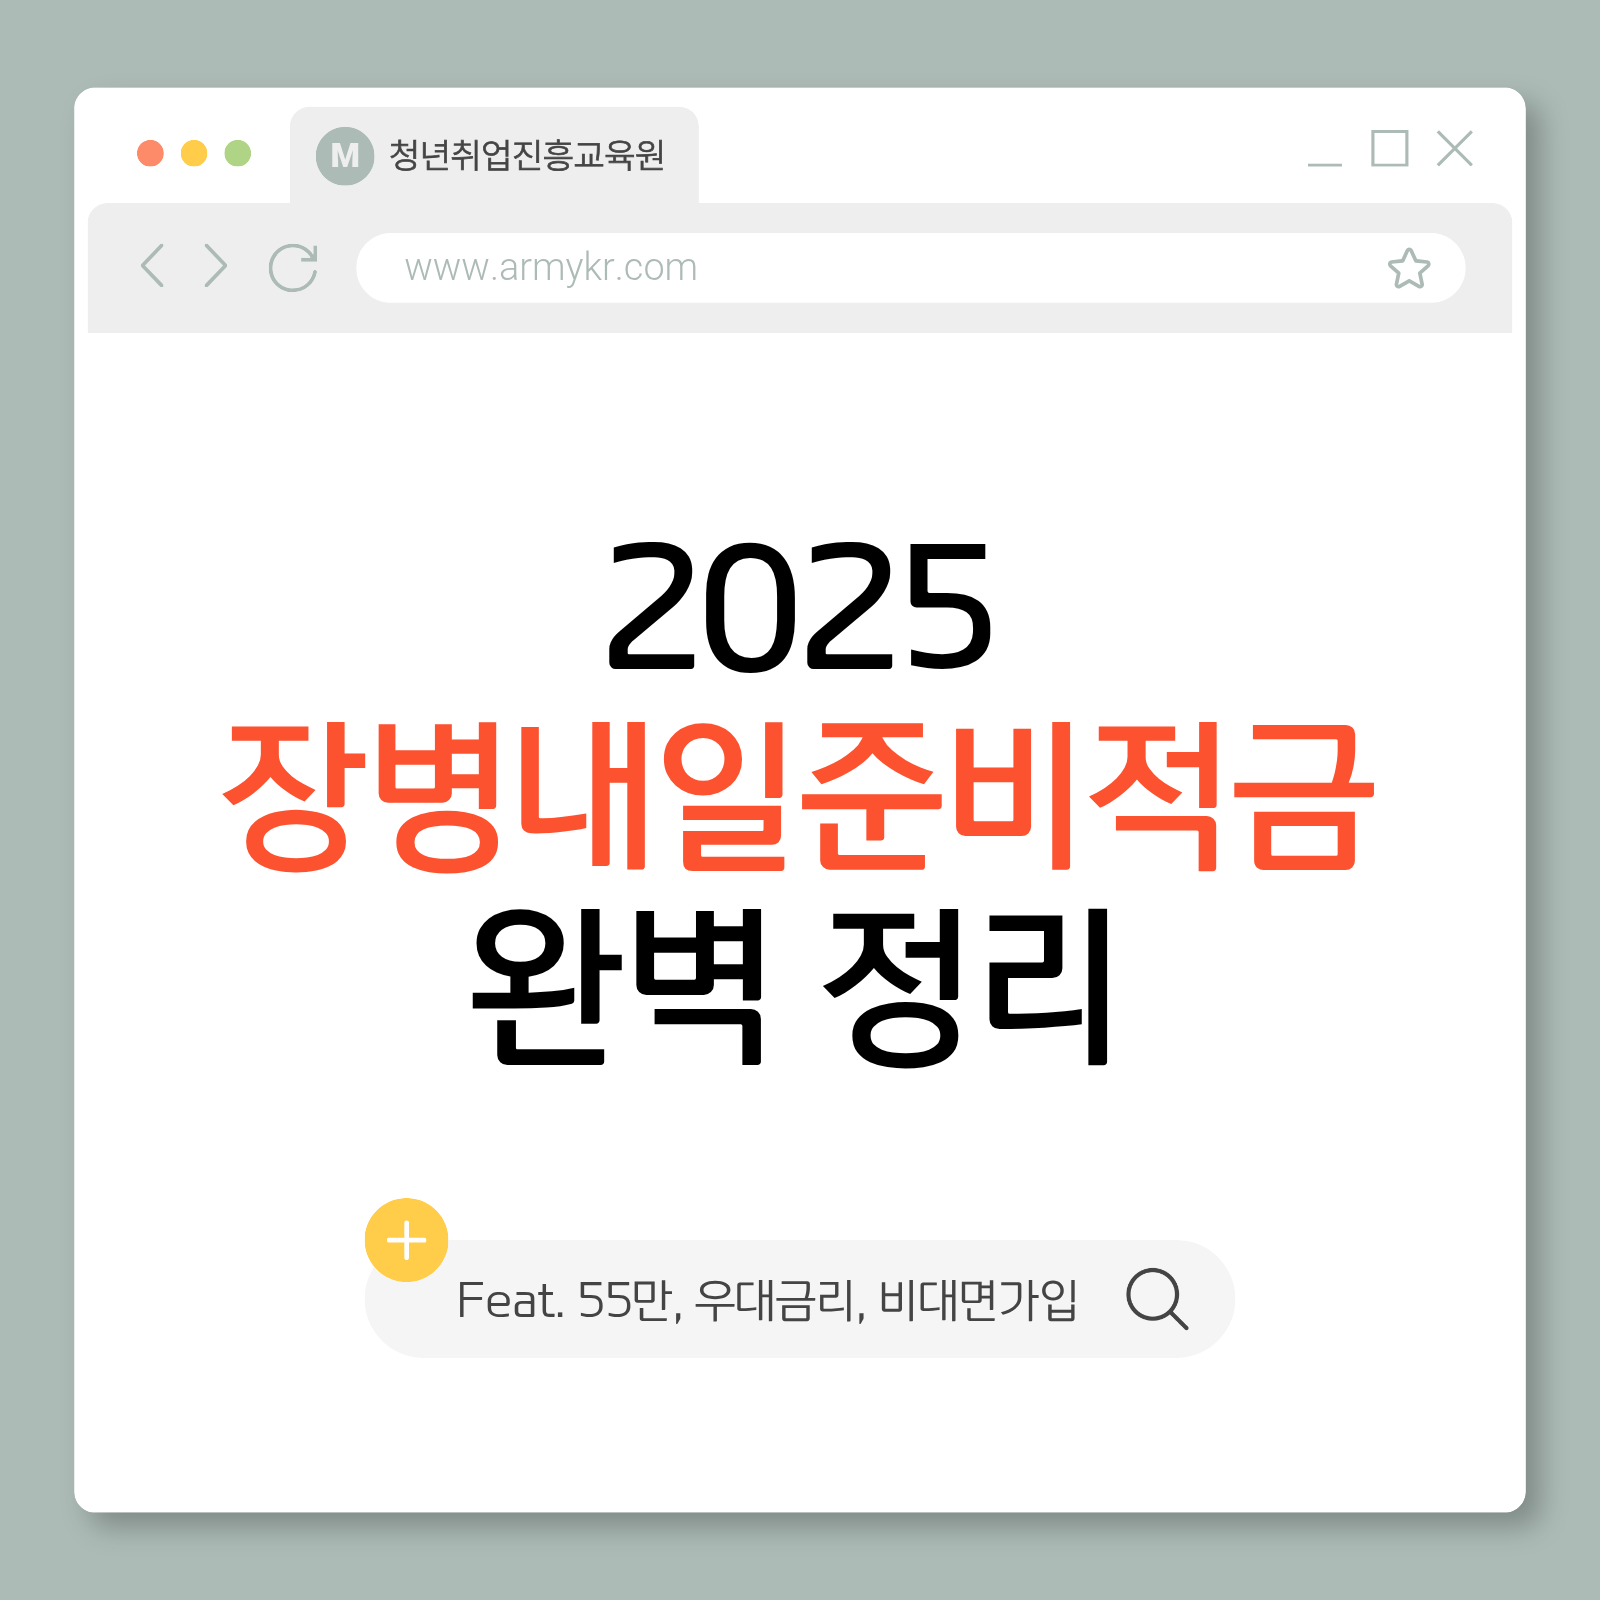 M 청년취업진흥교육원
www.armykr.com
2025
장병내일준비적금
완벽 정리
Feat. 55만, 우대금리, 비대면가입